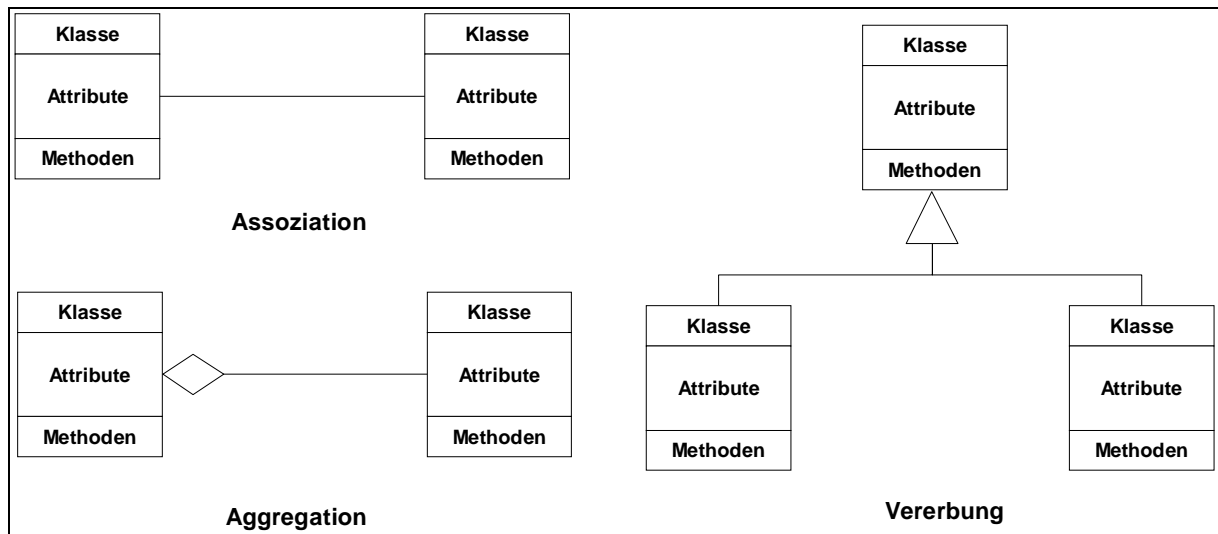 Klasse
Attribute
Methoden
Klasse
Attribute
Methoden
Assoziation
Klasse
Attribute
Methoden
Klasse
Attribute
Methoden
Aggregation
Klasse
Attribute
Methoden
Klasse
Attribute
Methoden
Klasse
Attribute
Methoden
Vererbung